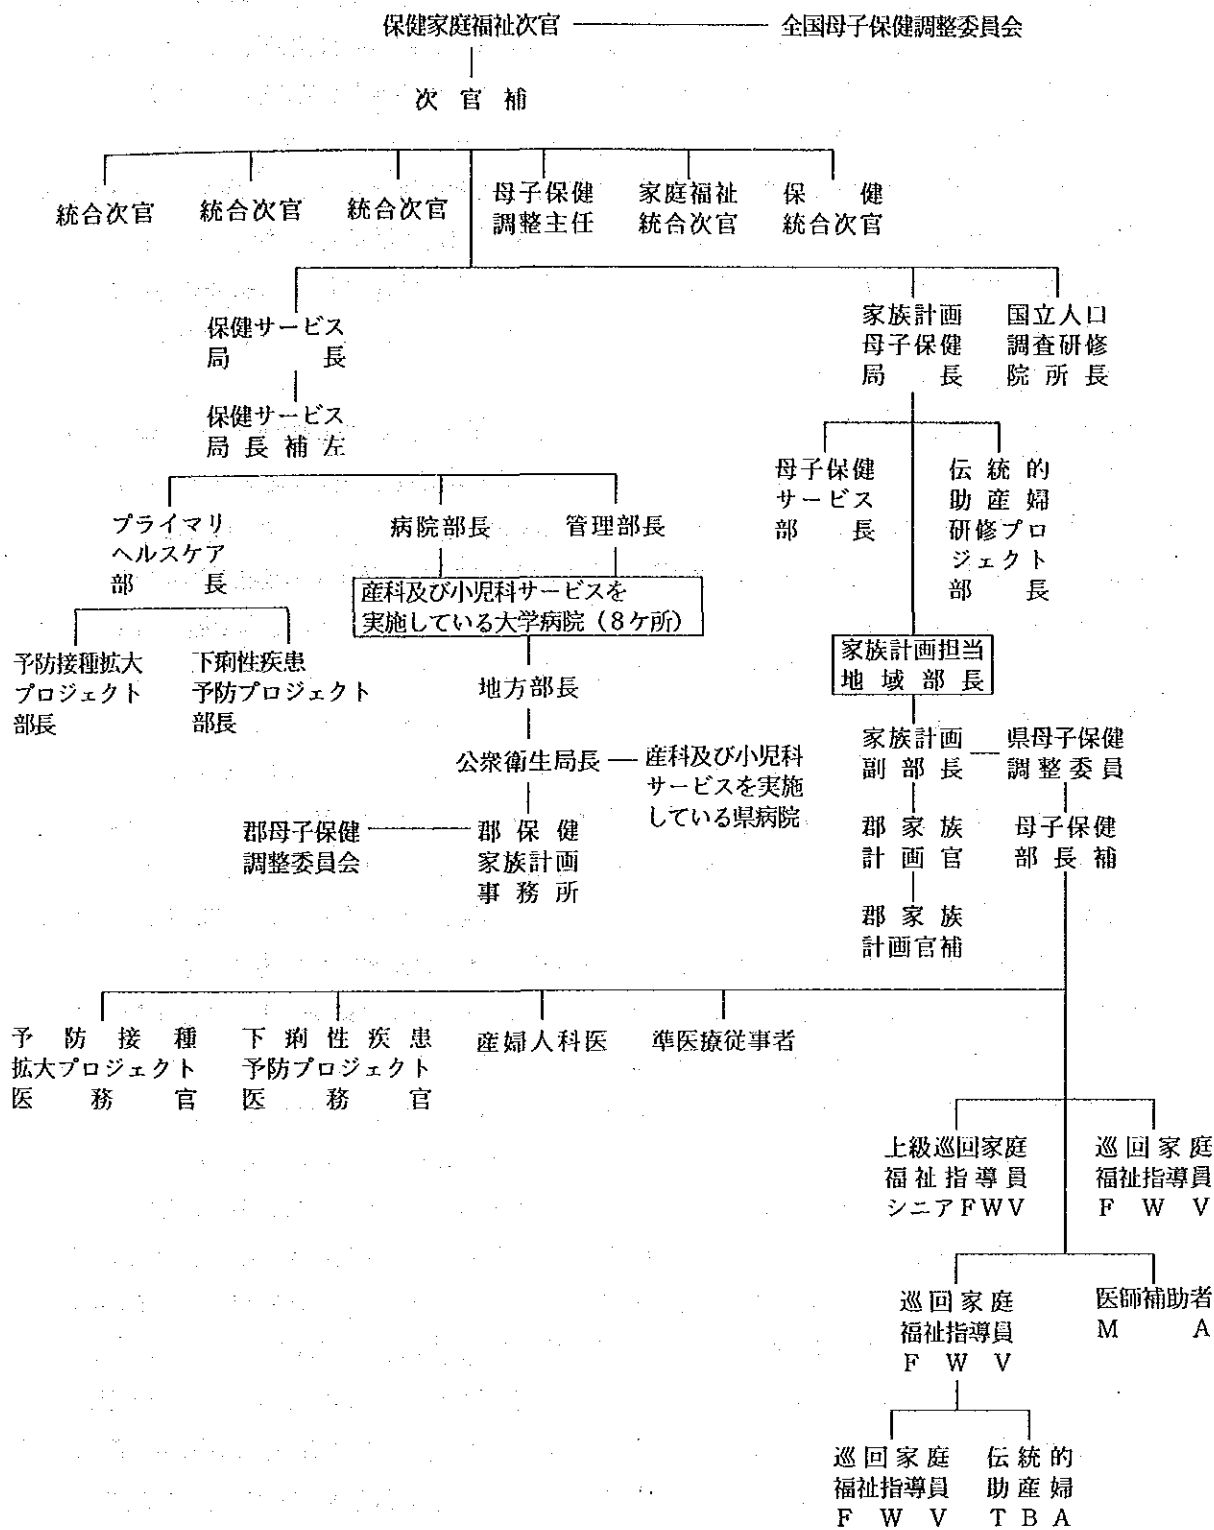 保健家庭福祉次官 全国母子保健調整委員会
次官補
統合次官
統合次官
統合次官
母子保健
調整主任
家庭福祉
統合次官
保健
統合次官
保健サービス
局長
保健サービス
局長補左
家族計画
母子保健
局長
国立人口
調査研修
院所長
プライマリ
ヘルスケア
部長
病院部長
管理部長
母子保健
サービス
部長
伝統的
助産婦
研修プロ
ジェクト
部長
産科及び小児科サービスを
実施している大学病院(8ケ所)
予防接種拡大
プロジェクト
部長
下痢性疾患
予防プロジェクト
部長
地方部長
公衆衛生局長
産科及び小児科
サービスを実施
している県病院
郡母子保健
調整委員会
郡保健
家族計画
事務所
家族計画担当
地域部長
家族計画
副部長
県母子保健
調整委員
郡家族
計画官
母子保健
部長補
郡家族
計画官補
予防接種
拡大プロジェクト
医務官
下痢性疾患
予防プロジェクト
医務官
産婦人科医
準医療従事者
上級巡回家庭
福祉指導員
シニアFWV
巡回家庭
福祉指導員
FWV
巡回家庭
福祉指導員
FWV
医師補助者
MA
巡回家庭
福祉指導員
FWV
伝統的
助産婦
TBA